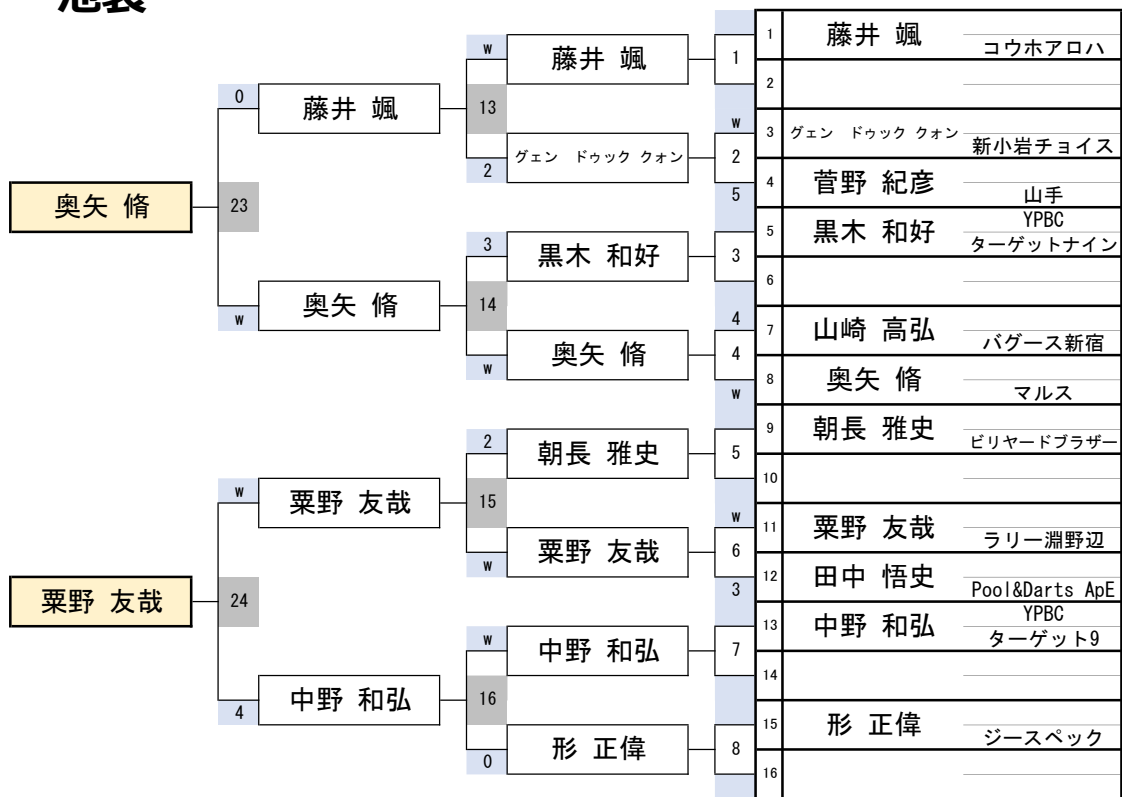 池袋
1 藤井 颯 コウホアロハ
W 藤井 颯 1
2
0 藤井 颯 13
W 3 グエン ドゥック クォン 新小岩チョイス
2 グエン ドゥック クォン 2
4 菅野 紀彦 山手
5
奥矢 脩 23
5 黒木 和好 YPBC
ターゲットナイン
3 黒木 和好 3
6
W 奥矢 脩 14
4 7 山崎 高弘 バグース新宿
W 奥矢 脩 4
8 奥矢 脩 マルス
W
9 朝長 雅史 ビリヤードブラザー
2 朝長 雅史 5
10
W 粟野 友哉 15
W 11 粟野 友哉 ラリー淵野辺
W 粟野 友哉 6
12 田中 悟史 Pool&Darts ApE
3
粟野 友哉 24
13 中野 和弘 YPBC
ターゲット9
W 中野 和弘 7
14
4 中野 和弘 16
15 形 正偉 ジースペック
0 形 正偉 8
16